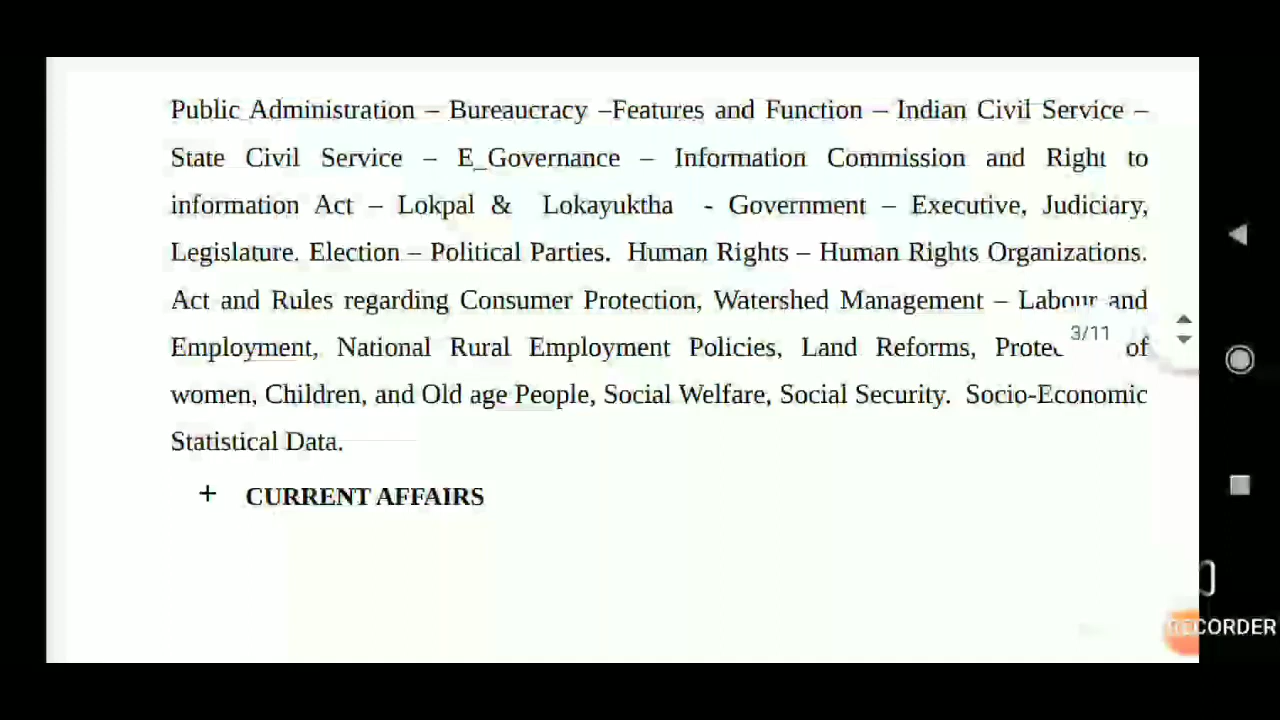 Public Administration – Bureaucracy –Features and Function – Indian Civil Service –
State Civil Service – E_Governance – Information Commission and Right to
information Act – Lokpal & Lokayuktha - Government – Executive, Judiciary,
Legislature. Election – Political Parties. Human Rights – Human Rights Organizations.
Act and Rules regarding Consumer Protection, Watershed Management – Labour and
3/11
Employment, National Rural Employment Policies, Land Reforms, of
women, Children, and Old age People, Social Welfare, Social Security. Socio-Economic
Statistical Data.
+ CURRENT AFFAIRS
RECORDER